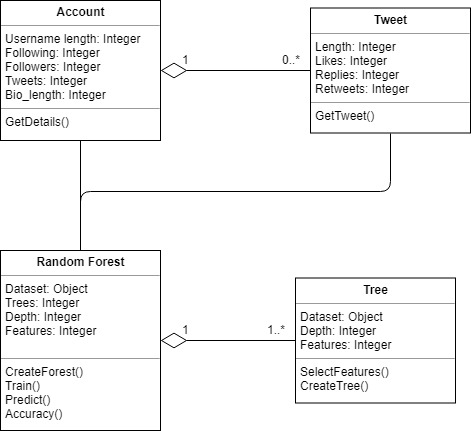 Account
Username length: Integer
Following: Integer
Followers: Integer
Tweets: Integer
Bio_length: Integer
GetDetails()
1
0..*
Tweet
Length: Integer
Likes: Integer
Replies: Integer
Retweets: Integer
GetTweet()
Random Forest
Dataset: Object
Trees: Integer
Depth: Integer
Features: Integer
CreateForest()
Train()
Predict()
Accuracy()
1
1..*
Tree
Dataset: Object
Depth: Integer
Features: Integer
SelectFeatures()
CreateTree()